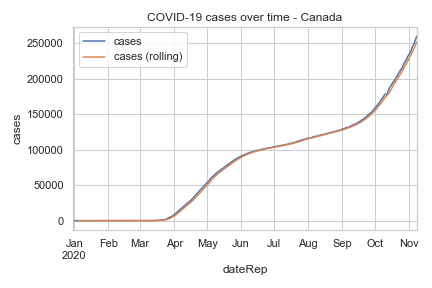 COVID-19 cases over time - Canada
cases
cases (rolling)
250000
200000
150000
100000
50000
0
cases
Jan Feb Mar Apr May Jun Jul Aug Sep Oct Nov
2020
dateRep